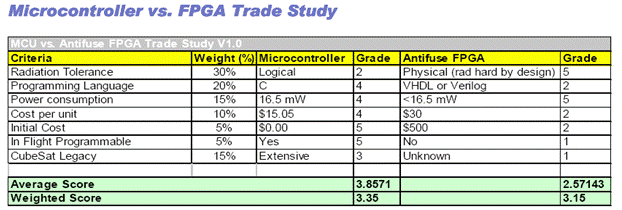 Microcontroller vs. FPGA Trade Study
MCU vs. Antifuse FPGA Trade Study V1.0
Criteria Weight (%) Microcontroller Grade Antifuse FPGA Grade
Radiation Tolerance 30% Logical 2 Physical (rad hard by design) 5
Programming Language 20% C 4 VHDL or Verilog 2
Power consumption 15% 16.5 mW 4 <16.5 mW 5
Cost per unit 10% $15.05 4 $30 2
Initial Cost 5% $0.00 5 $500 2
In Flight Programmable 5% Yes 5 No 1
CubeSat Legacy 15% Extensive 3 Unknown 1
Average Score 3.8571 2.57143
Weighted Score 3.35 3.15